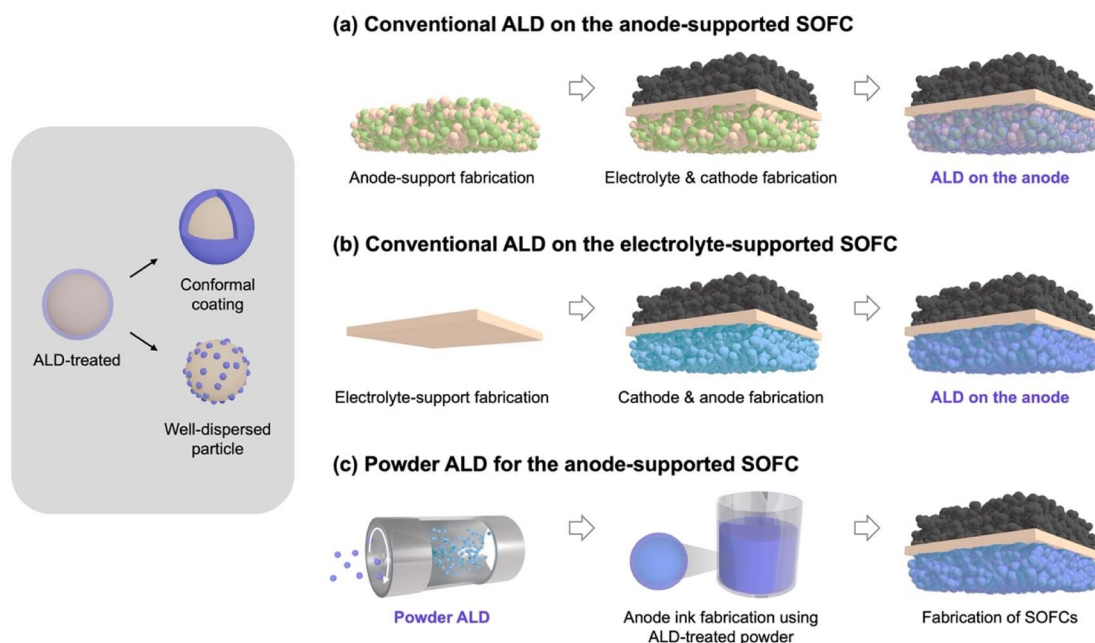 (a) Conventional ALD on the anode-supported SOFC
Anode-support fabrication
Electrolyte & cathode fabrication
ALD on the anode
ALD-treated
Conformal
coating
Well-dispersed
particle
(b) Conventional ALD on the electrolyte-supported SOFC
Electrolyte-support fabrication
Cathode & anode fabrication
ALD on the anode
(c) Powder ALD for the anode-supported SOFC
Powder ALD
Anode ink fabrication using
ALD-treated powder
Fabrication of SOFCs